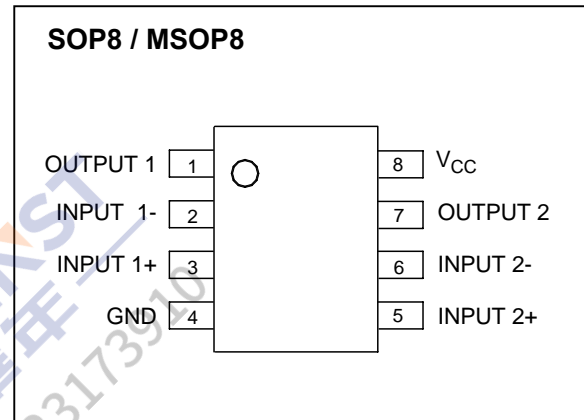 SOP8 / MSOP8
OUTPUT 1 1
INPUT 1- 2
INPUT 1+ 3
GND 4
8 VCC
7 OUTPUT 2
6 INPUT 2-
5 INPUT 2+